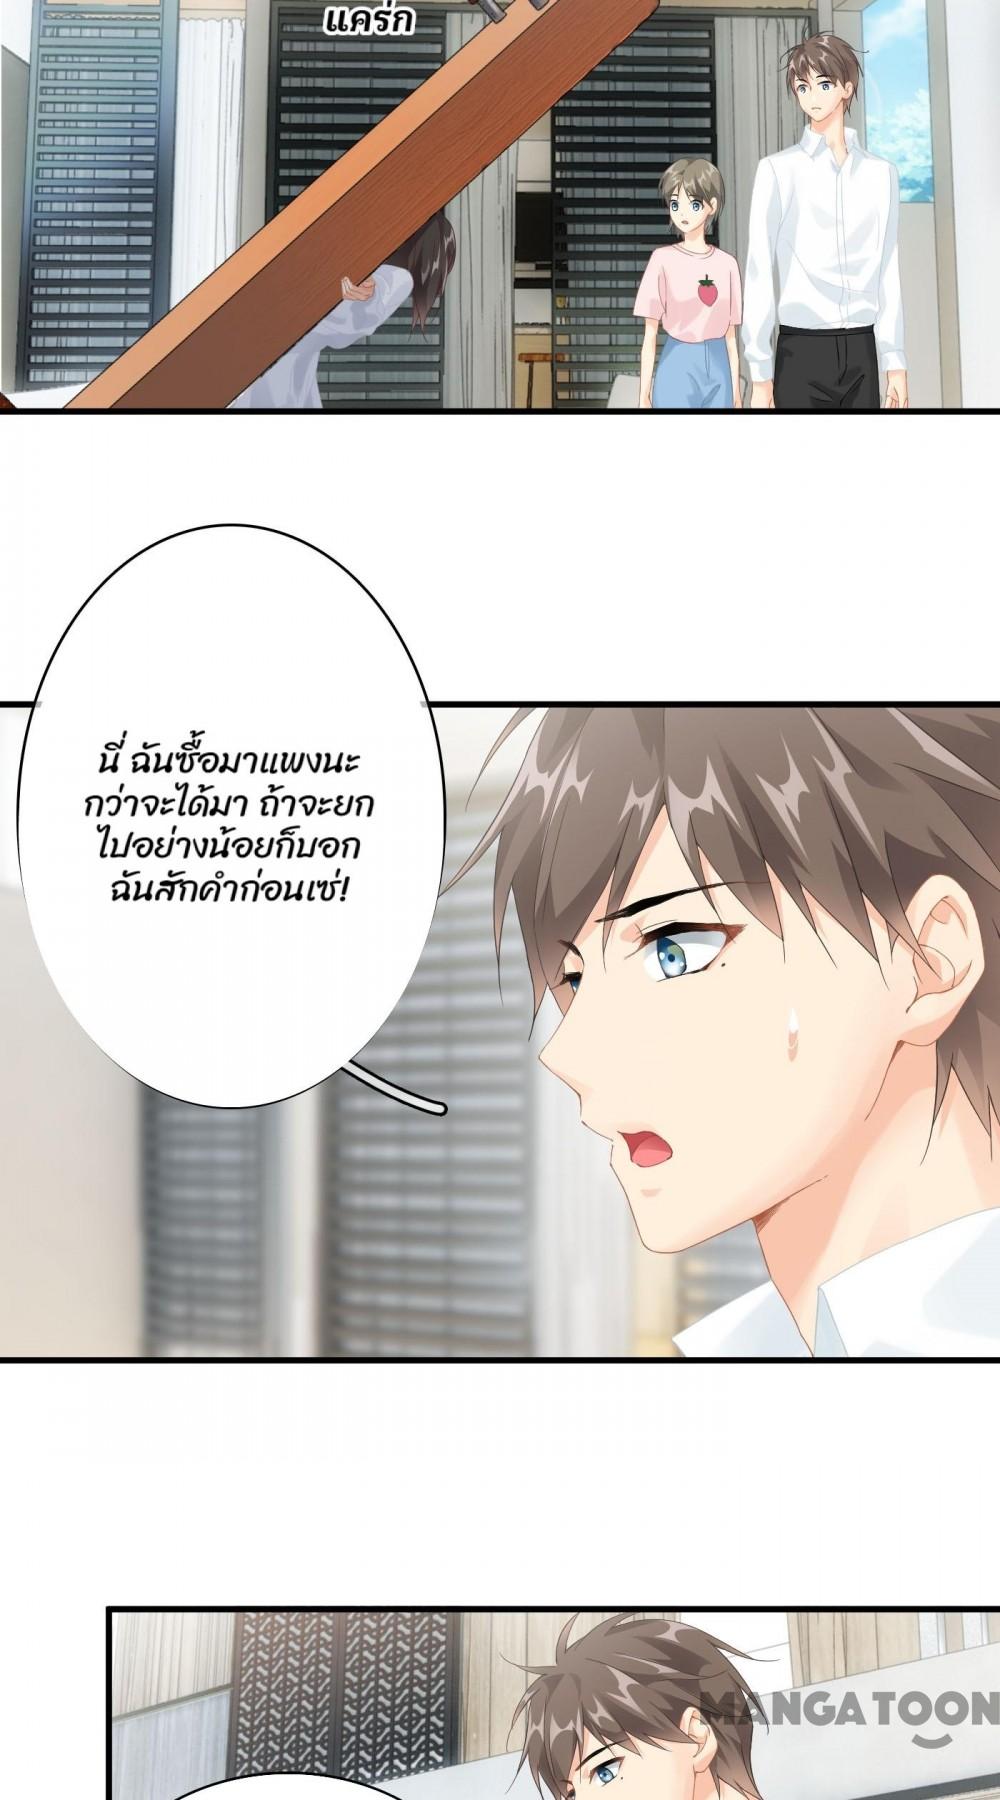 แคร่ก
นี่ ฉันซื้อมาแพงนะ
กว่าจะได้มา ถ้าจะยก
ไปอย่างน้อยก็บอก
ฉันสักคำก่อนเซ่!
MANGATOON